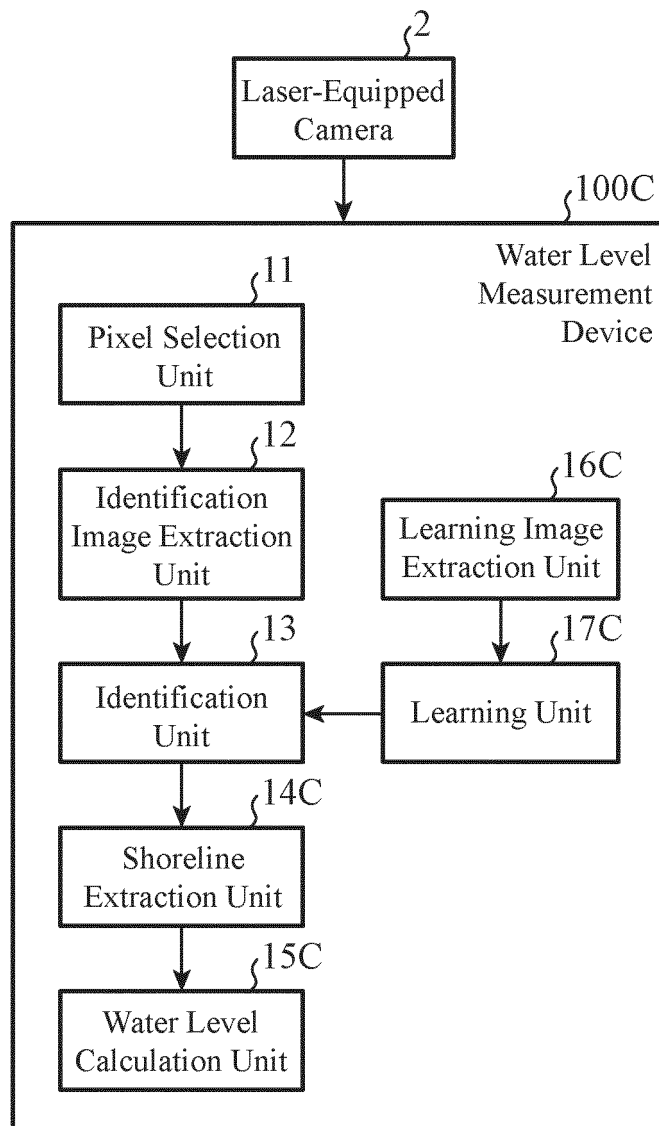 2
Laser-Equipped
Camera
100C
Water Level
Measurement
Device
11
Pixel Selection
Unit
12
Identification
Image Extraction
Unit
16C
Learning Image
Extraction Unit
13
Identification
Unit
17C
Learning Unit
14C
Shoreline
Extraction Unit
15C
Water Level
Calculation Unit